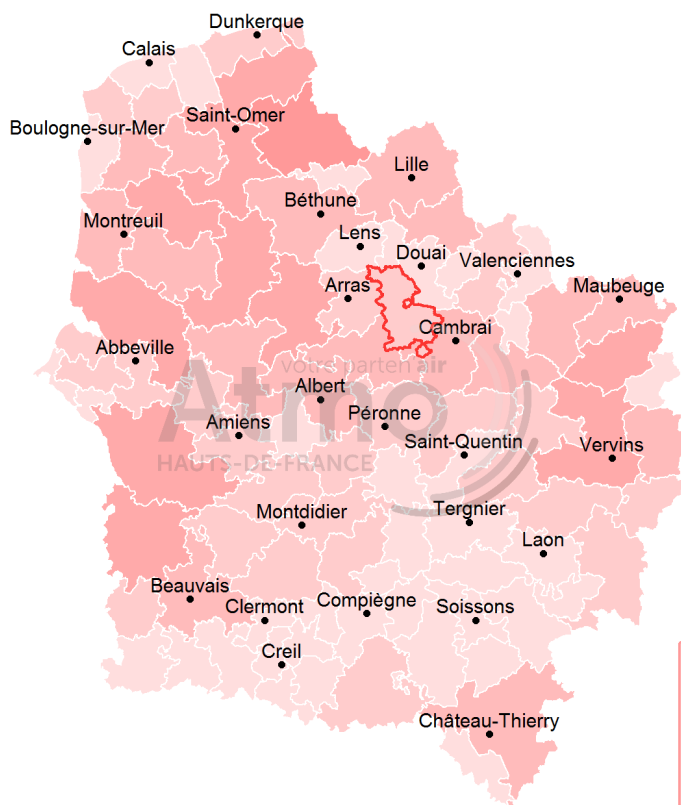 Dunkerque
Calais
Saint-Omer
Boulogne-sur-Mer
Lille
Béthune
Montreuil
Lens
Douai
Valenciennes
Arras
Maubeuge
Cambrai
Abbeville
votre parten air
Albert
Atmo
Péronne
Amiens
Saint-Quentin
Vervins
HAUTS-DE-FRANCE
Montdidier
Tergnier
Laon
Beauvais
Clermont
Compiègne
Soissons
Creil
Château-Thierry